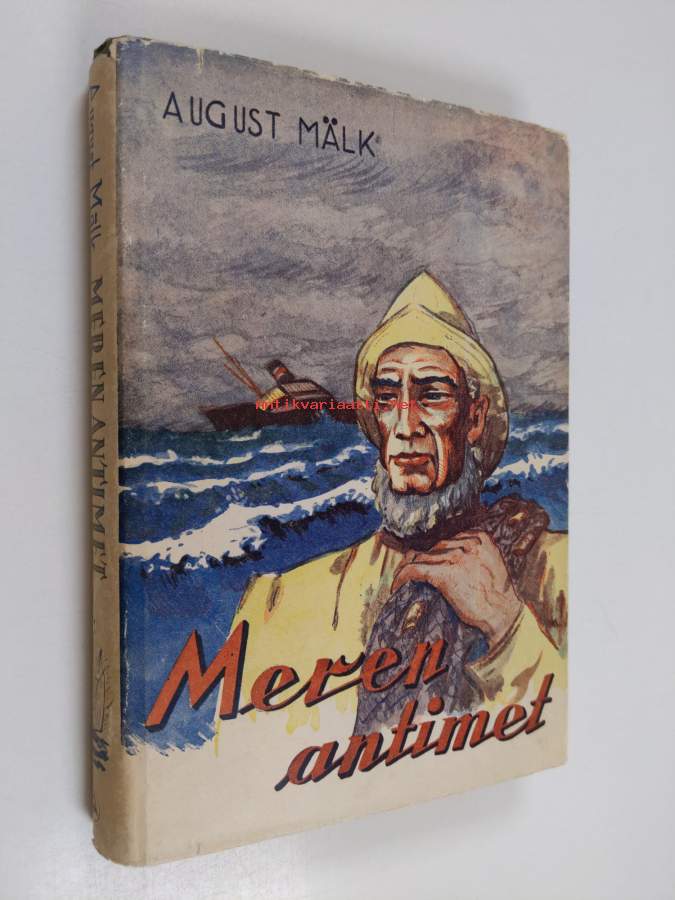 AUGUST MÄLK
Meren
antimet
August Mälk MEREN ANTIMET
antikvariaatti.net